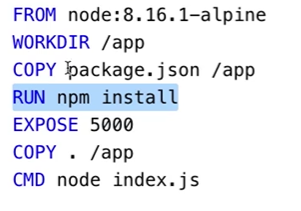 FROM node:8.16.1-alpine
WORKDIR /app
COPY package.json /app
RUN npm install
EXPOSE 5000
COPY . /app
CMD node index.js